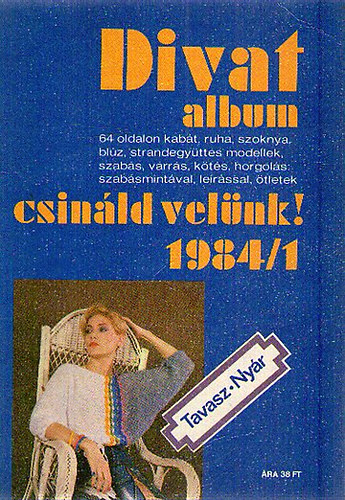 Divat
album
64 oldalon kabát, ruha, szoknya,
blúz, strandegyüttes modellek,
szabás, varrás, kötés, horgolás:
szabásmintával, leírással, ötletek
csináld velünk!
1984/1
Tavasz • Nyár
ÁRA 38 FT